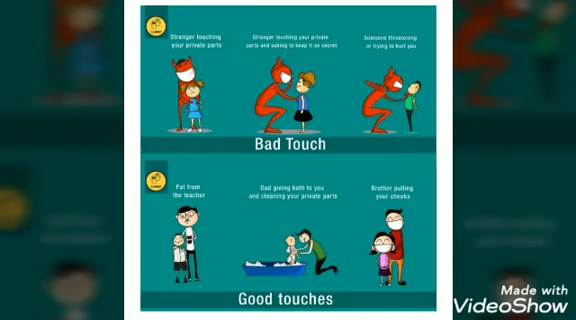 Stranger touching
your private parts
Stranger touching your private
parts and asking to keep it as secret
Someone threatening
or trying to hurt you
Bad Touch
Pat from
the teacher
Dad giving bath to you
and cleaning your private parts
Brother pulling
your cheeks
Good touches
Made with
VideoShow